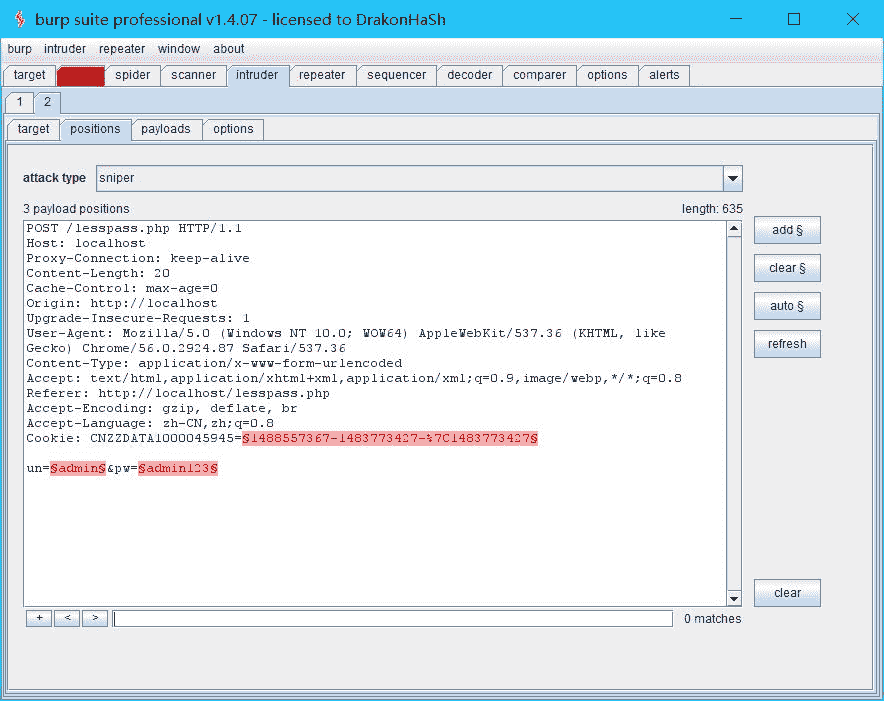 burp suite professional v1.4.07 - licensed to DrakonHaSh
burp intruder repeater window about
target spider scanner intruder repeater sequencer decoder comparer options alerts
1 2
target positions payloads options
attack type sniper
3 payload positions length: 635
POST /lesspass.php HTTP/1.1
Host: localhost
Proxy-Connection: keep-alive
Content-Length: 20
Cache-Control: max-age=0
Origin: http://localhost
Upgrade-Insecure-Requests: 1
User-Agent: Mozilla/5.0 (Windows NT 10.0; WOW64) AppleWebKit/537.36 (KHTML, like
Gecko) Chrome/56.0.2924.87 Safari/537.36
Content-Type: application/x-www-form-urlencoded
Accept: text/html,application/xhtml+xml,application/xml;q=0.9,image/webp,*/*;q=0.8
Referer: http://localhost/lesspass.php
Accept-Encoding: gzip, deflate, br
Accept-Language: zh-CN,zh;q=0.8
Cookie: CNZZDATA1000045945=§1488557367-1483773427-%7C1483773427§
un=§admin§&pw=§admin123§
add §
clear §
auto §
refresh
clear
+ < > 0 matches